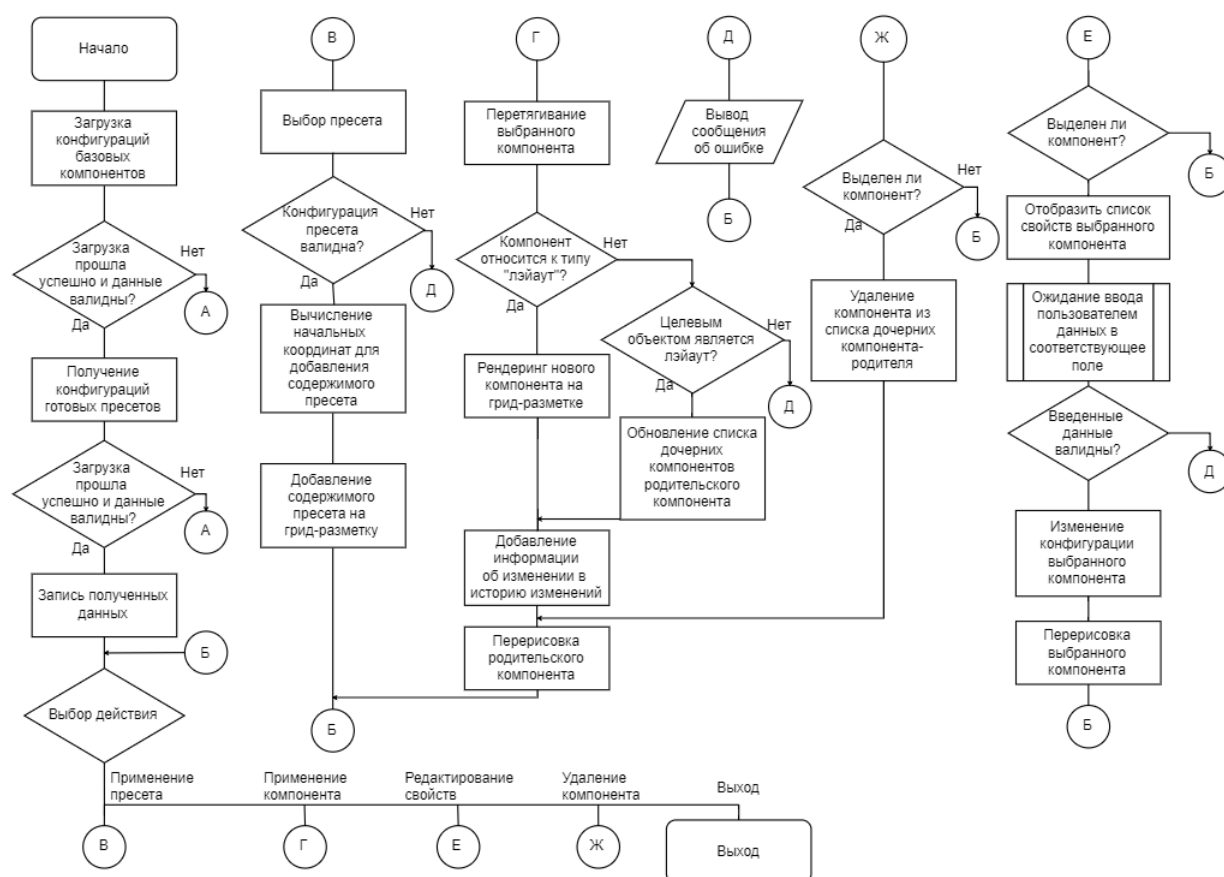 Начало
Загрузка
конфигураций
базовых
компонентов
Загрузка
прошла
успешно и данные
валидны?
Нет
А
Да
Получение
конфигураций
готовых пресетов
Загрузка
прошла
успешно и данные
валидны?
Нет
А
Да
Запись полученных
данных
Б
Выбор действия
Применение
пресета
В
Применение
компонента
Г
Редактирование
свойств
Е
Удаление
компонента
Ж
Выход
Выход
В
Выбор пресета
Конфигурация
пресета
валидна?
Нет
Д
Да
Вычисление
начальных
координат для
добавления
содержимого
пресета
Добавление
содержимого
пресета на
грид-разметку
Б
Г
Перетягивание
выбранного
компонента
Компонент
относится к типу
"лэйаут"?
Нет
Да
Рендеринг нового
компонента на
грид-разметке
Целевым
объектом является
лэйаут?
Нет
Д
Да
Обновление списка
дочерних
компонентов
родительского
компонента
Добавление
информации
об изменении в
историю изменений
Перерисовка
родительского
компонента
Д
Вывод
сообщения
об ошибке
Б
Ж
Выделен ли
компонент?
Нет
Б
Да
Удаление
компонента из
списка дочерних
компонента-
родителя
Е
Выделен ли
компонент?
Б
Отобразить список
свойств выбранного
компонента
Ожидание ввода
пользователем
данных в
соответствующее
поле
Введенные
данные
валидны?
Д
Изменение
конфигурации
выбранного
компонента
Перерисовка
выбранного
компонента
Б